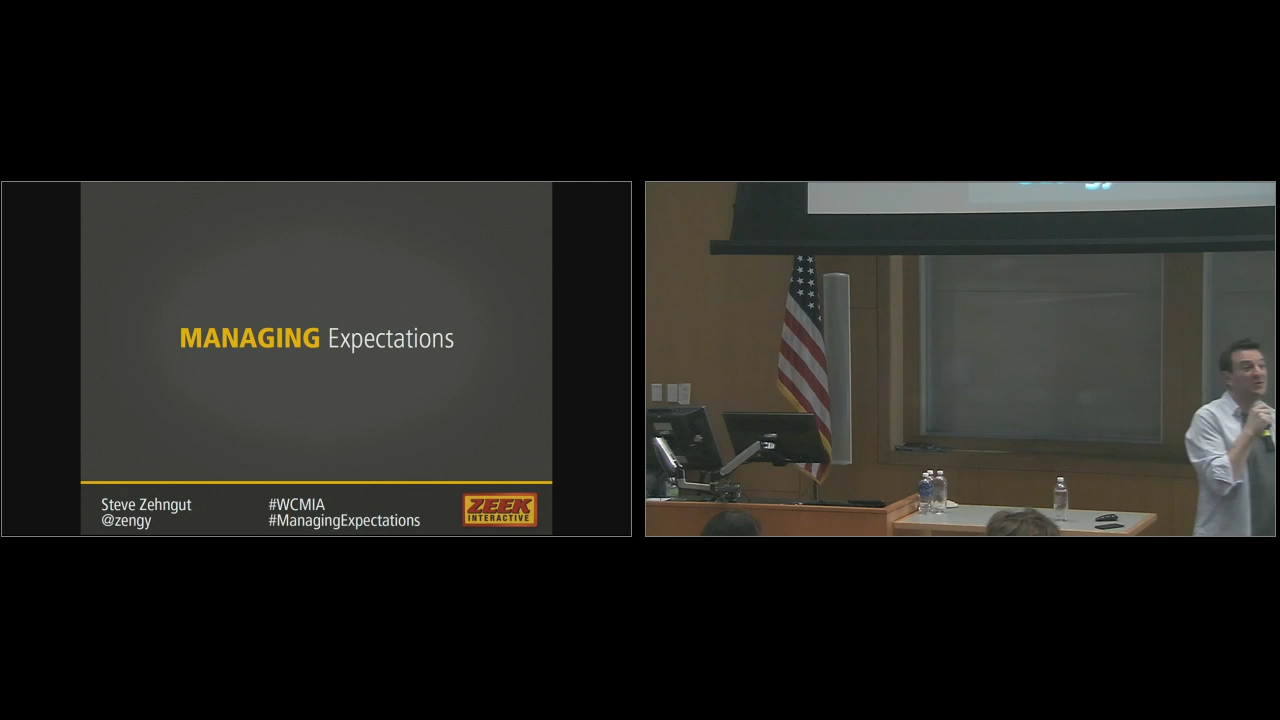 MANAGING Expectations
Steve Zehngut
@zengy
#WCMIA
#ManagingExpectations
ZEEK
INTERACTIVE